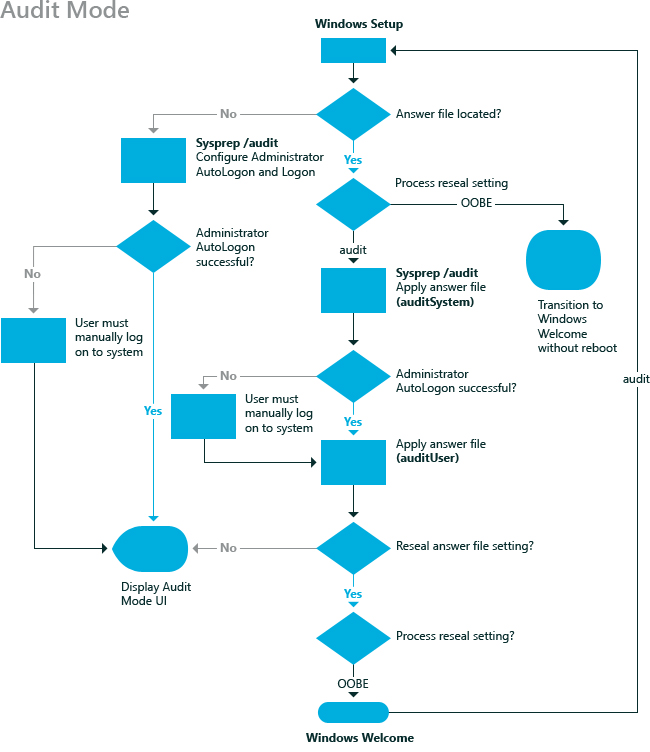 Audit Mode
Windows Setup
Answer file located?
No
Yes
Sysprep /audit
Configure Administrator
AutoLogon and Logon
Process reseal setting
OOBE
audit
Administrator
AutoLogon
successful?
No
Yes
User must
manually log
on to system
Sysprep /audit
Apply answer file
(auditSystem)
Transition to
Windows
Welcome
without reboot
Administrator
AutoLogon successful?
No
Yes
User must
manually log
on to system
Apply answer file
(auditUser)
audit
Reseal answer file setting?
No
Yes
Display Audit
Mode UI
Process reseal setting?
OOBE
Windows Welcome